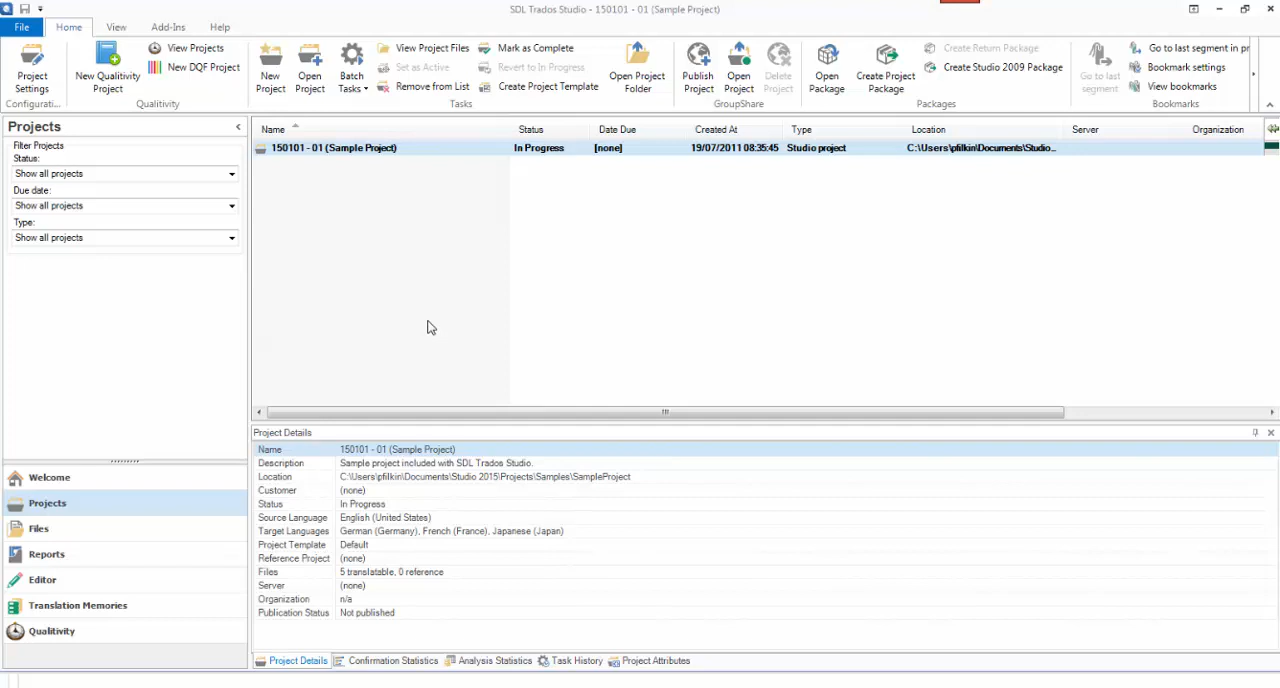 SDL Trados Studio - 150101 - 01 (Sample Project)
File Home View Add-Ins Help
Project Settings
Configurati...
New Qualitivity Project
View Projects
New DQF Project
Qualitivity
New Project
Open Project
Batch Tasks
View Project Files
Set as Active
Remove from List
Mark as Complete
Revert to In Progress
Create Project Template
Tasks
Open Project Folder
Publish Project
Open Project
Delete Project
GroupShare
Open Package
Create Project Package
Create Return Package
Create Studio 2009 Package
Packages
Go to last segment
Go to last segment in pr
Bookmark settings
View bookmarks
Bookmarks
Projects
Filter Projects
Status:
Show all projects
Due date:
Show all projects
Type:
Show all projects
Name Status Date Due Created At Type Location Server Organization
150101 - 01 (Sample Project) In Progress [none] 19/07/2011 08:35:45 Studio project C:\Users\pfilkin\Documents\Studio...
Welcome
Projects
Files
Reports
Editor
Translation Memories
Qualitivity
Project Details
Name 150101 - 01 (Sample Project)
Description Sample project included with SDL Trados Studio.
Location C:\Users\pfilkin\Documents\Studio 2015\Projects\Samples\SampleProject
Customer (none)
Status In Progress
Source Language English (United States)
Target Languages German (Germany), French (France), Japanese (Japan)
Project Template Default
Reference Project (none)
Files 5 translatable, 0 reference
Server (none)
Organization n/a
Publication Status Not published
Project Details Confirmation Statistics Analysis Statistics Task History Project Attributes